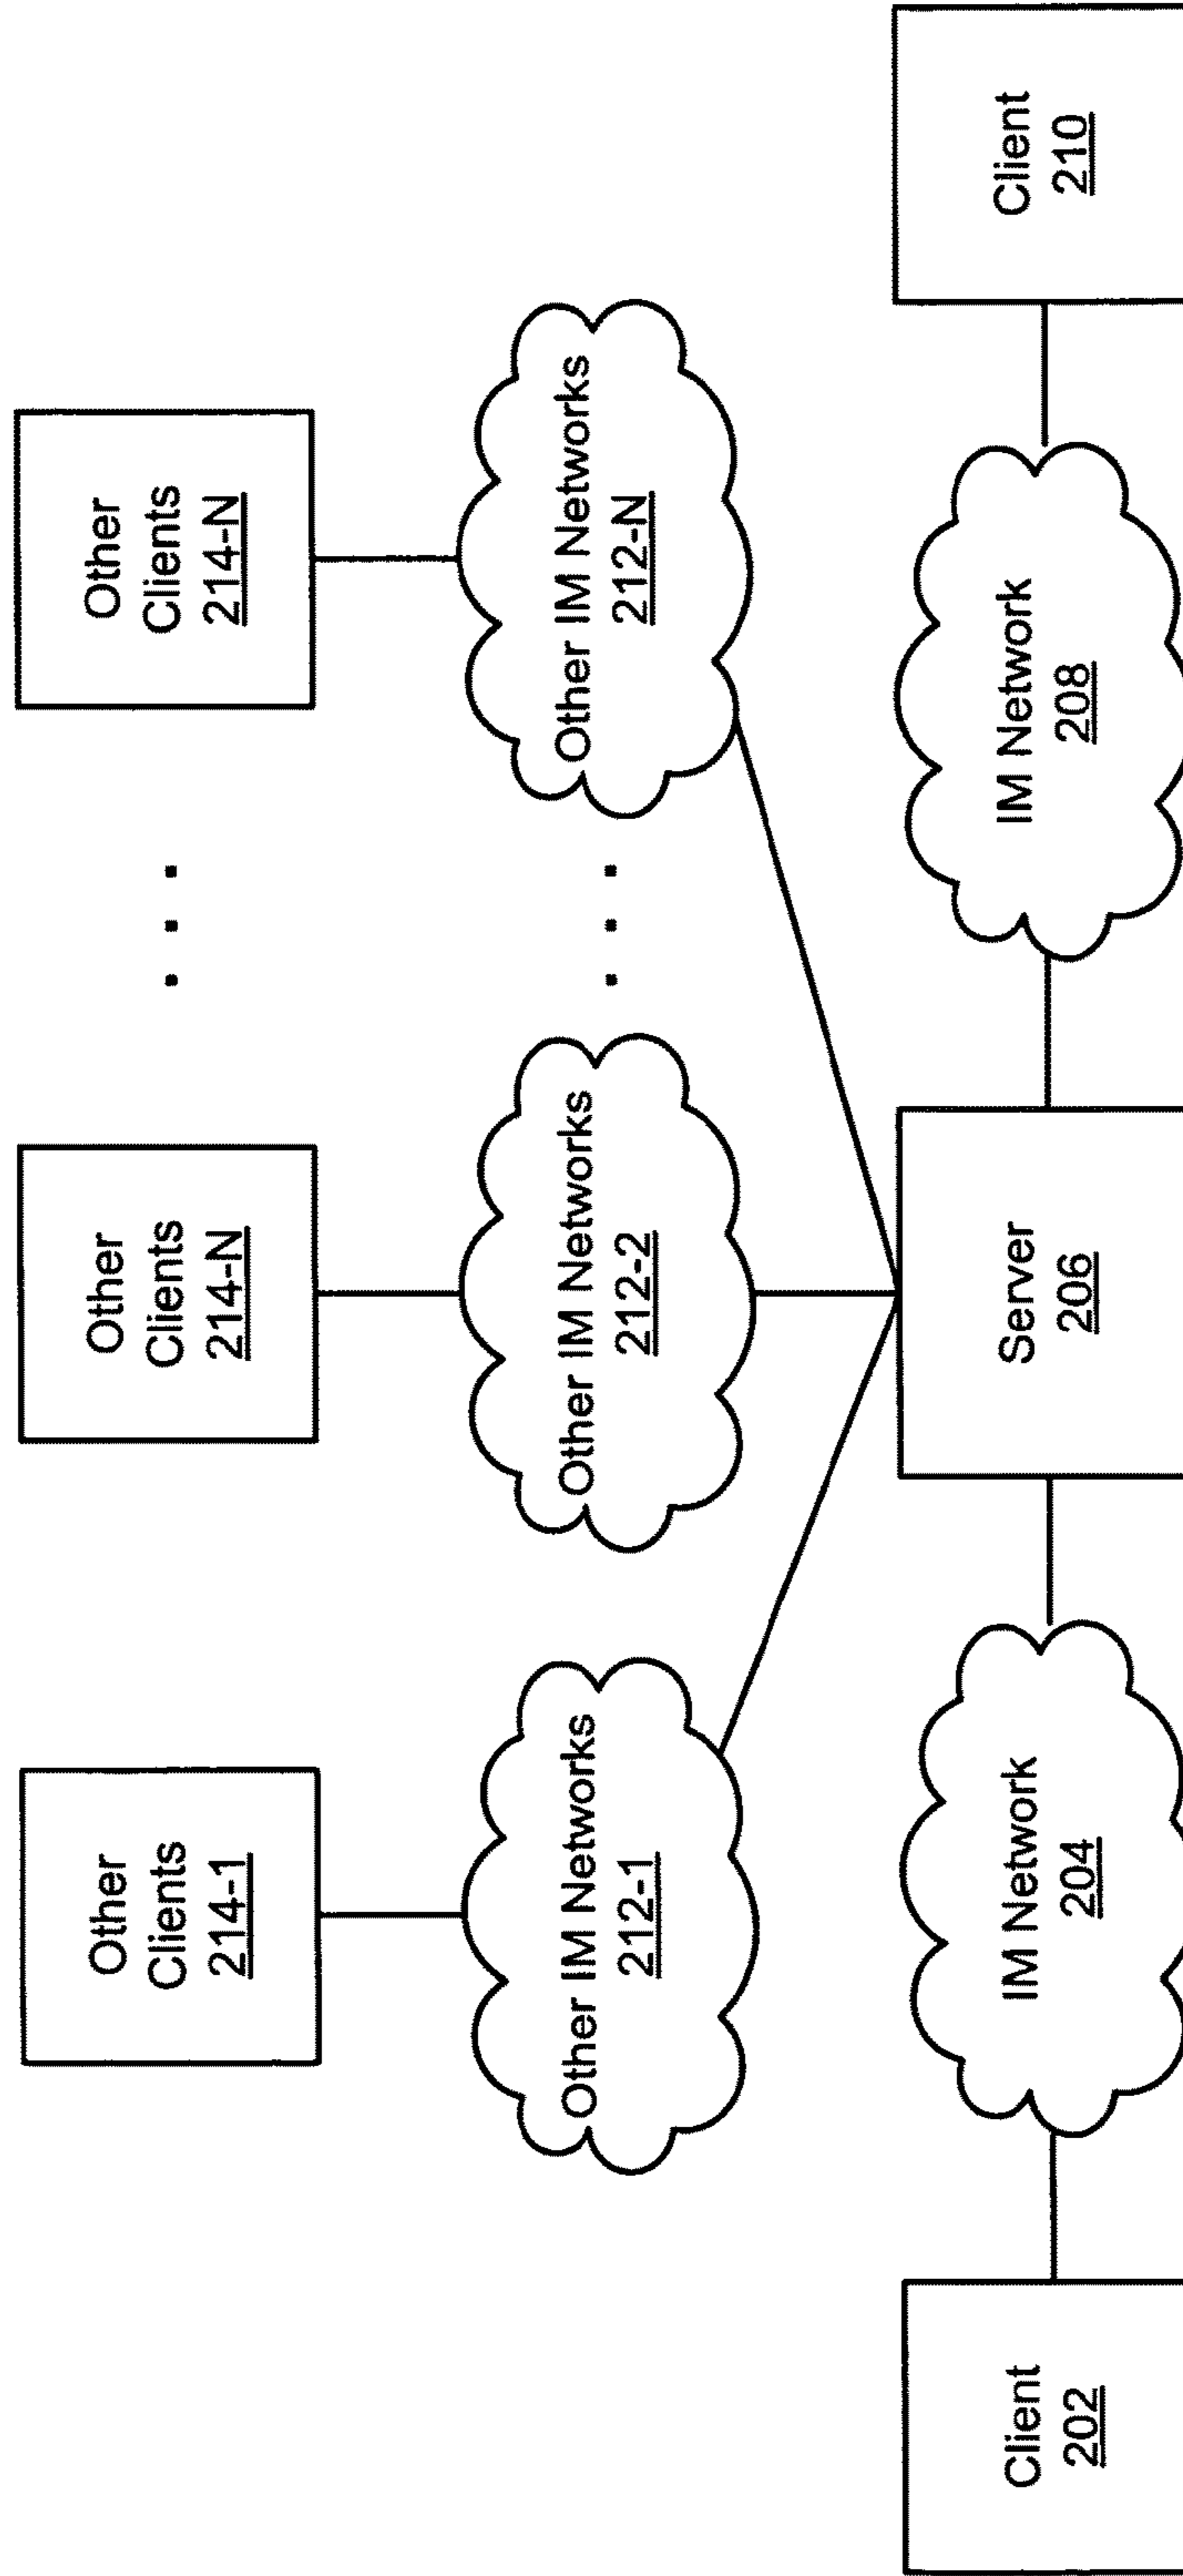 Other
Clients
214-1
Other
Clients
214-N
. . .
Other
Clients
214-N
Other IM Networks
212-1
Other IM Networks
212-2
. . .
Other IM Networks
212-N
Client
202
IM Network
204
Server
206
IM Network
208
Client
210